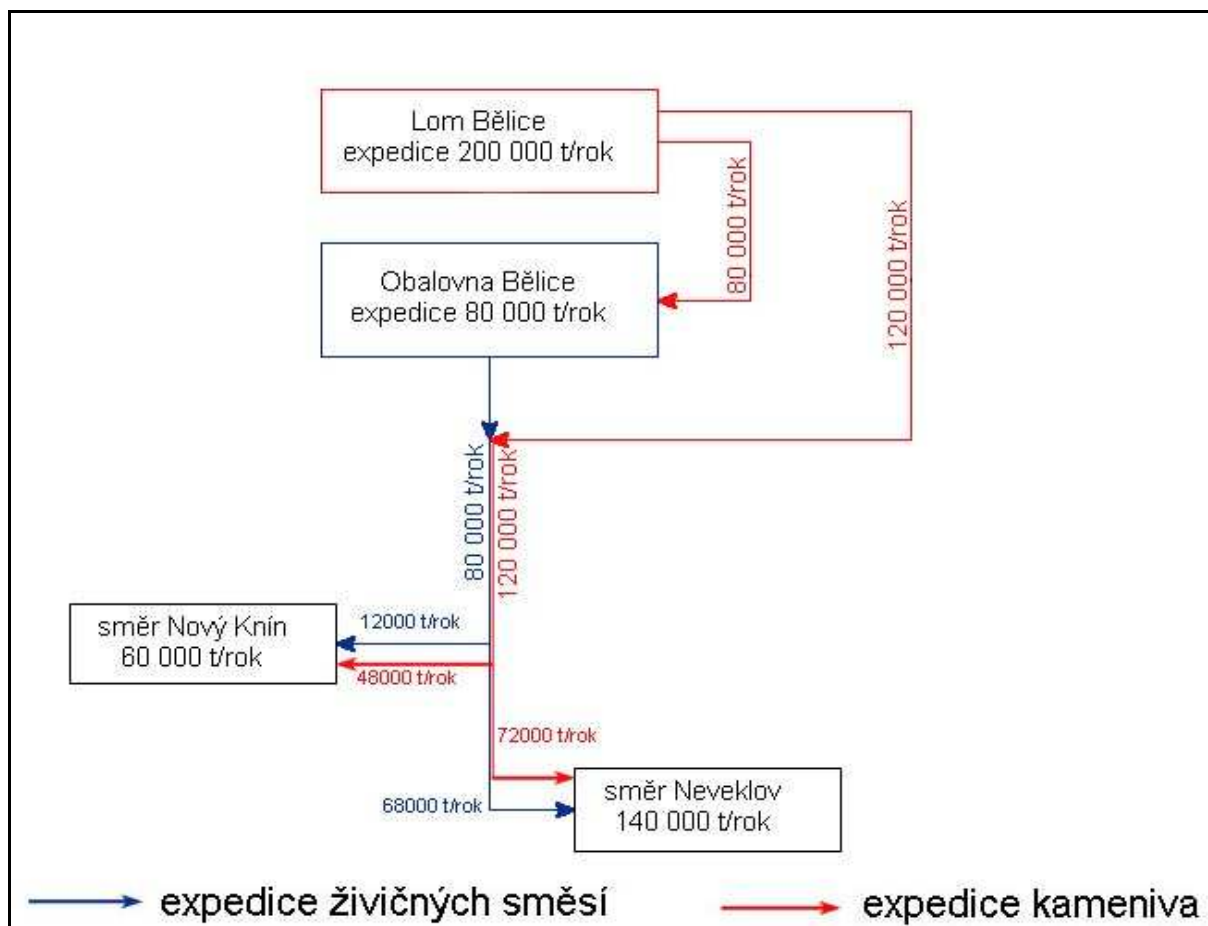 Lom Bělice
expedice 200 000 t/rok
80 000 t/rok
120 000 t/rok
Obalovna Bělice
expedice 80 000 t/rok
80 000 t/rok
120 000 t/rok
směr Nový Knín
60 000 t/rok
12000 t/rok
48000 t/rok
72000 t/rok
68000 t/rok
směr Neveklov
140 000 t/rok
expedice živičných směsí
expedice kameniva